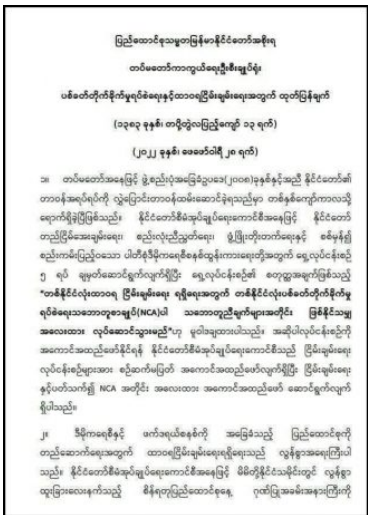 ပြည်ထောင်စုသမ္မတမြန်မာနိုင်ငံတော်အစိုးရ
တပ်မတော်ကာကွယ်ရေးဦးစီးချုပ်ရုံး
ပစ်ခတ်တိုက်ခိုက်မှုရပ်စဲရေးနှင့်ထာဝရငြိမ်းချမ်းရေးအတွက် ထုတ်ပြန်ချက်
(၁၃၈၃ ခုနှစ်၊ တပို့တွဲလပြည့်ကျော် ၁၃ ရက်)
(၂၀၂၂ ခုနှစ်၊ ဖေဖော်ဝါရီ ၂၈ ရက်)
၁။ တပ်မတော်အနေဖြင့် ဖွဲ့စည်းပုံအခြေခံဥပဒေ(၂၀၀၈)ခုနှစ်နှင့်အညီ နိုင်ငံတော်၏
တာဝန်အရပ်ရပ်ကို လွှဲပြောင်းတာဝန်ထမ်းဆောင်ခဲ့ရသည်မှာ တစ်နှစ်ကျော်ကာလသို့
ရောက်ရှိခဲ့ပြီဖြစ်သည်။ နိုင်ငံတော်စီမံအုပ်ချုပ်ရေးကောင်စီအနေဖြင့် နိုင်ငံတော်
တည်ငြိမ်အေးချမ်းရေး၊ စည်းလုံးညီညွတ်ရေး၊ ဖွံ့ဖြိုးတိုးတက်ရေးနှင့် စစ်မှန်၍
စည်းကမ်းပြည့်ဝသော ပါတီစုံဒီမိုကရေစီစနစ်ထွန်းကားရေးတို့အတွက် ရှေ့လုပ်ငန်းစဉ်
၅ ရပ် ချမှတ်ဆောင်ရွက်လျက်ရှိပြီး ရှေ့လုပ်ငန်းစဉ်၏ စတုတ္ထအချက်ဖြစ်သည့်
"တစ်နိုင်ငံလုံးထာဝရ ငြိမ်းချမ်းရေး ရရှိရေးအတွက် တစ်နိုင်ငံလုံးပစ်ခတ်တိုက်ခိုက်မှု
ရပ်စဲရေးသဘောတူစာချုပ်(NCA)ပါ သဘောတူညီချက်များအတိုင်း ဖြစ်နိုင်သမျှ
အလေးထား လုပ်ဆောင်သွားမည်"ဟု မူဝါဒချထားပါသည်။ အဆိုပါလုပ်ငန်းစဉ်ကို
အကောင်အထည်ဖော်နိုင်ရန် နိုင်ငံတော်စီမံအုပ်ချုပ်ရေးကောင်စီသည် ငြိမ်းချမ်းရေး
လုပ်ငန်းစဉ်များအား စဉ်ဆက်မပြတ် အကောင်အထည်ဖော်လျက်ရှိပြီး ငြိမ်းချမ်းရေး
နှင့်ပတ်သက်၍ NCA အတိုင်း အလေးထား အကောင်အထည်ဖော် ဆောင်ရွက်လျက်
ရှိပါသည်။
၂။ ဒီမိုကရေစီနှင့် ဖက်ဒရယ်စနစ်ကို အခြေခံသည့် ပြည်ထောင်စုကို
တည်ဆောက်ရေးအတွက် ထာဝရငြိမ်းချမ်းရေးရရှိရေးသည် လွန်စွာအရေးကြီးပါ
သည်။ နိုင်ငံတော်စီမံအုပ်ချုပ်ရေးကောင်စီအနေဖြင့် မိမိတို့နိုင်ငံသမိုင်းတွင် လွန်စွာ
ထူးခြားလေးနက်သည့် စိန်ရတုပြည်ထောင်စုနေ့ ဂုဏ်ပြုအခမ်းအနားကြီးကို